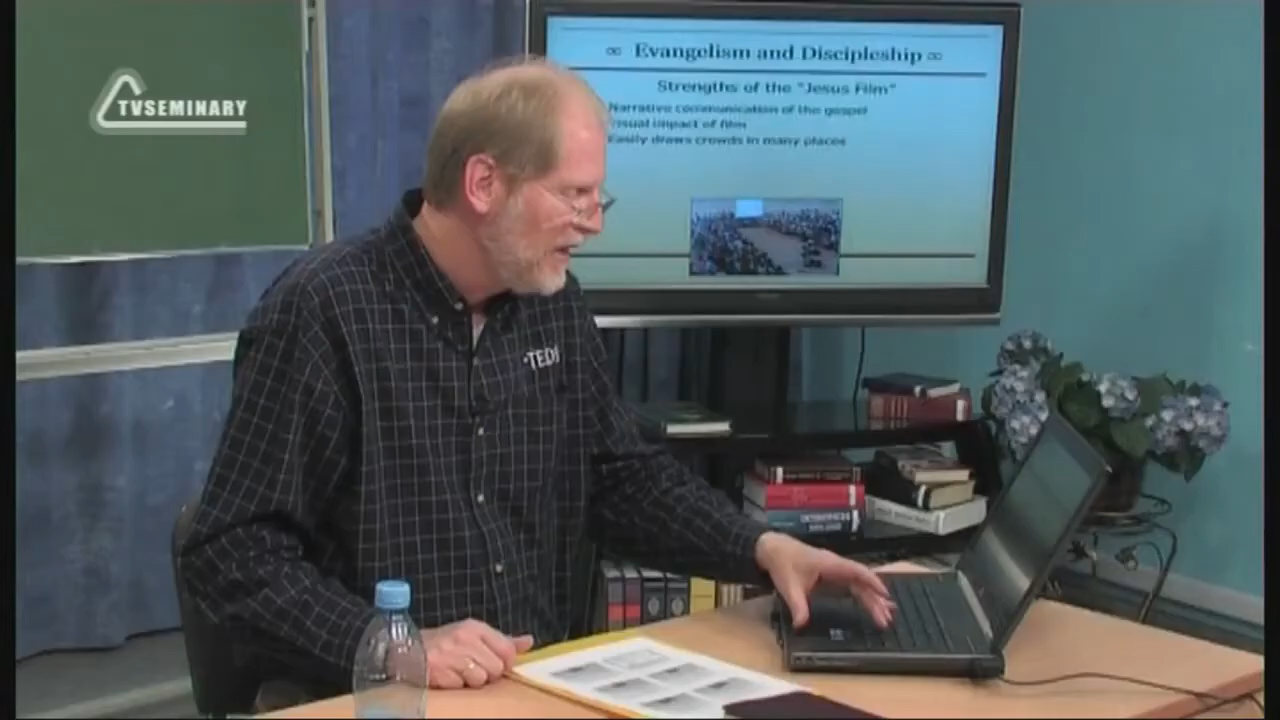 TVSEMINARY
Evangelism and Discipleship
Strengths of the "Jesus Film"
Narrative communication of the gospel
Visual impact of film
Easily draws crowds in many places
TEDS